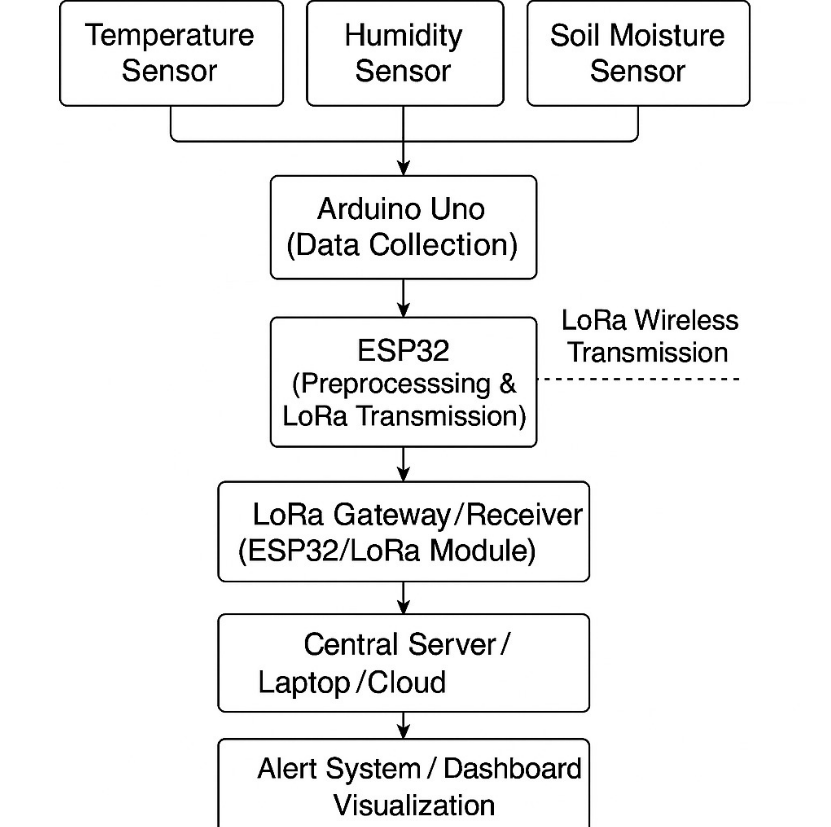 Temperature
Sensor
Humidity
Sensor
Soil Moisture
Sensor
Arduino Uno
(Data Collection)
LoRa Wireless
Transmission
ESP32
(Preprocesssing &
LoRa Transmission)
LoRa Gateway/Receiver
(ESP32/LoRa Module)
Central Server/
Laptop/Cloud
Alert System/Dashboard
Visualization